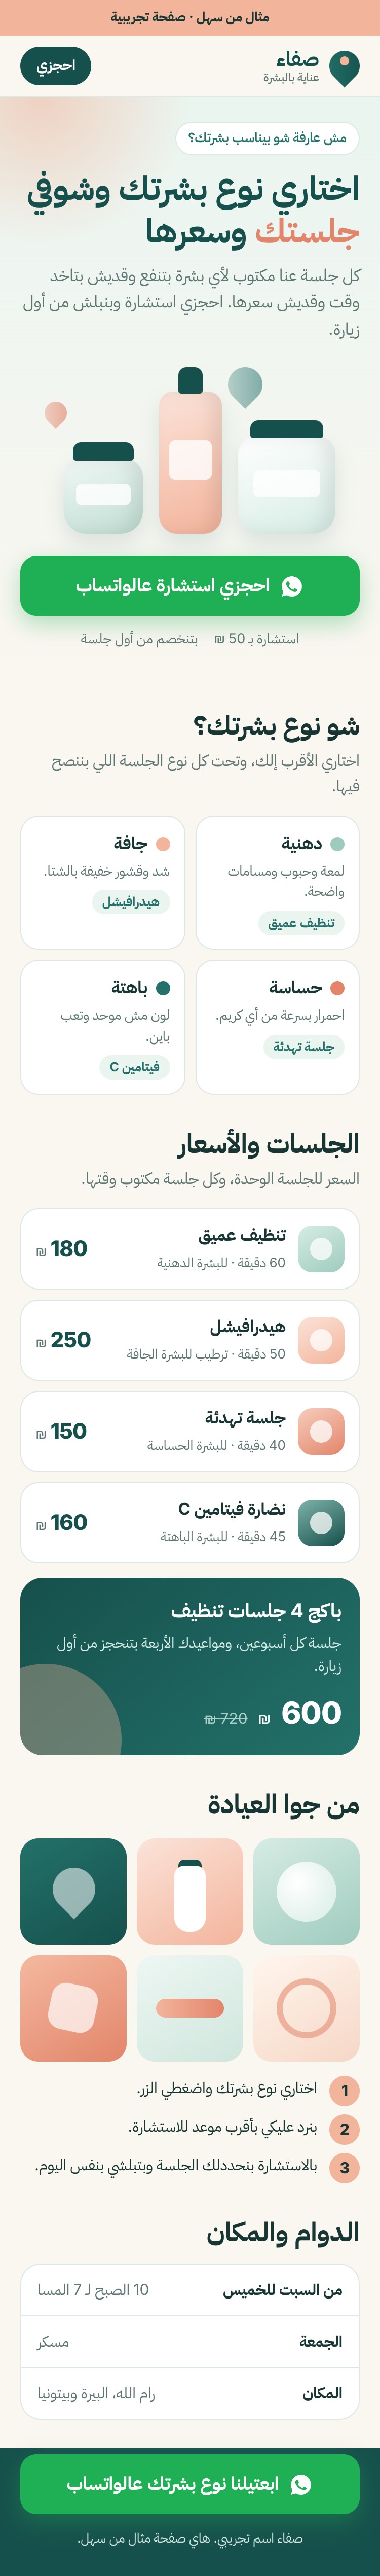 مثال من سهل · صفحة تجريبية
صفاء
عناية بالبشرة
احجزي
مش عارفة شو بيناسب بشرتك؟
اختاري نوع بشرتك وشوفي
جلستك وسعرها
كل جلسة عنا مكتوب لأي بشرة بتنفع وقديش بتاخد
وقت وقديش سعرها. احجزي استشارة وبنبلش من أول
زيارة.
احجزي استشارة عالواتساب
استشارة بـ 50 ₪ بتنخصم من أول جلسة
شو نوع بشرتك؟
اختاري الأقرب إلك، وتحت كل نوع الجلسة اللي بننصح
فيها.
دهنية
لمعة وحبوب ومسامات
واضحة.
تنظيف عميق
جافة
شد وقشور خفيفة بالشتا.
هيدرافيشل
حساسة
احمرار بسرعة من أي كريم.
جلسة تهدئة
باهتة
لون مش موحد وتعب
باين.
فيتامين C
الجلسات والأسعار
السعر للجلسة الوحدة، وكل جلسة مكتوب وقتها.
تنظيف عميق
60 دقيقة · للبشرة الدهنية
180 ₪
هيدرافيشل
50 دقيقة · ترطيب للبشرة الجافة
250 ₪
جلسة تهدئة
40 دقيقة · للبشرة الحساسة
150 ₪
نضارة فيتامين C
45 دقيقة · للبشرة الباهتة
160 ₪
باكج 4 جلسات تنظيف
جلسة كل أسبوعين، ومواعيدك الأربعة بتنحجز من أول
زيارة.
600 ₪ 720 ₪
من جوا العيادة
1 اختاري نوع بشرتك واضغطي الزر.
2 بنرد عليكي بأقرب موعد للاستشارة.
3 بالاستشارة بنحددلك الجلسة وبتبلشي بنفس اليوم.
الدوام والمكان
من السبت للخميس 10 الصبح لـ 7 المسا
الجمعة مسكر
المكان رام الله، البيرة وبيتونيا
ابعتيلنا نوع بشرتك عالواتساب
صفاء اسم تجريبي. هاي صفحة مثال من سهل.